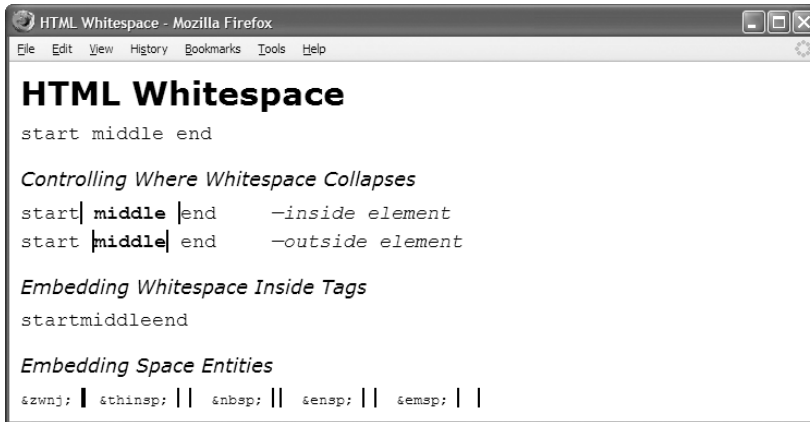 HTML Whitespace - Mozilla Firefox
File Edit View History Bookmarks Tools Help
HTML Whitespace
start middle end
Controlling Where Whitespace Collapses
start middle end —inside element
start middle end —outside element
Embedding Whitespace Inside Tags
startmiddleend
Embedding Space Entities
&zwnj; &thinsp; &nbsp; &ensp; &emsp;